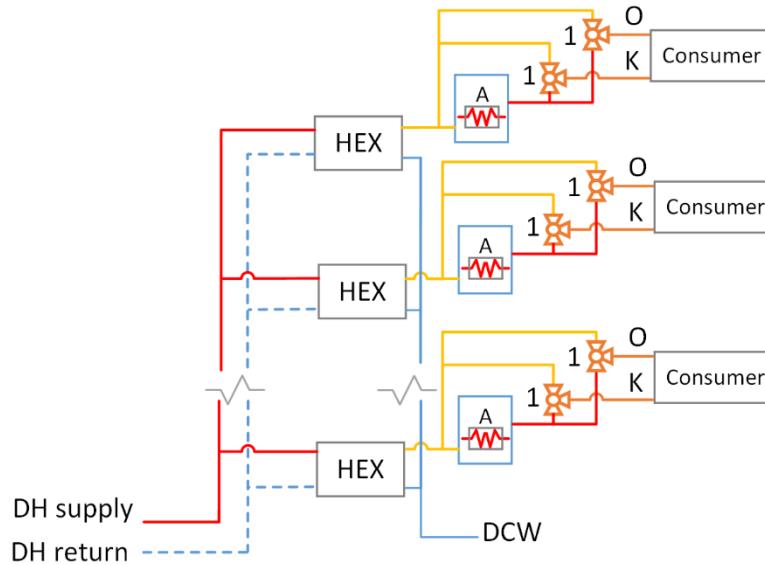 O
1
Consumer
K
1
A
HEX
O
1
Consumer
K
1
A
HEX
O
1
Consumer
K
1
A
HEX
DH supply
DCW
DH return